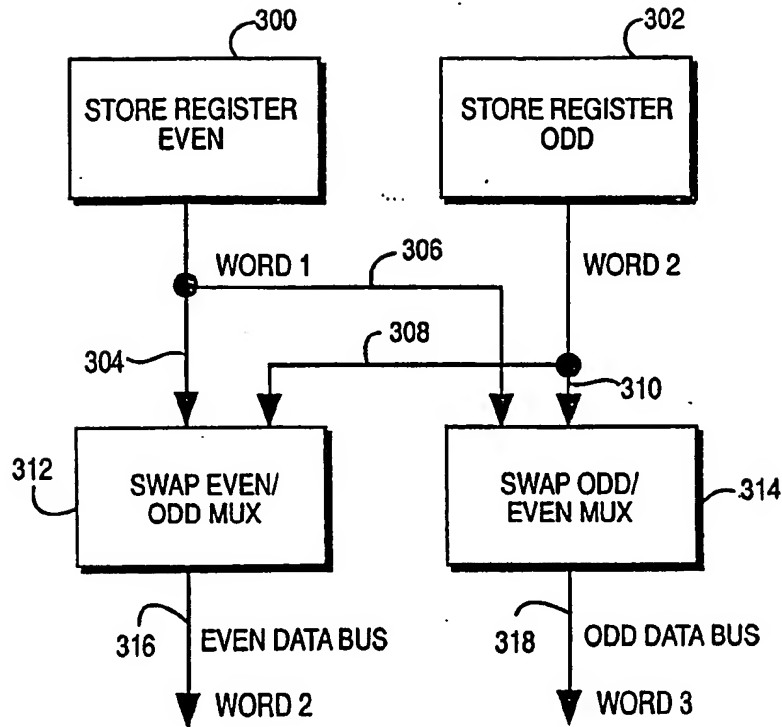 300
302
STORE REGISTER
EVEN
STORE REGISTER
ODD
WORD 1
306
WORD 2
304
308
310
312
SWAP EVEN/
ODD MUX
SWAP ODD/
EVEN MUX
314
316
EVEN DATA BUS
318
ODD DATA BUS
WORD 2
WORD 3